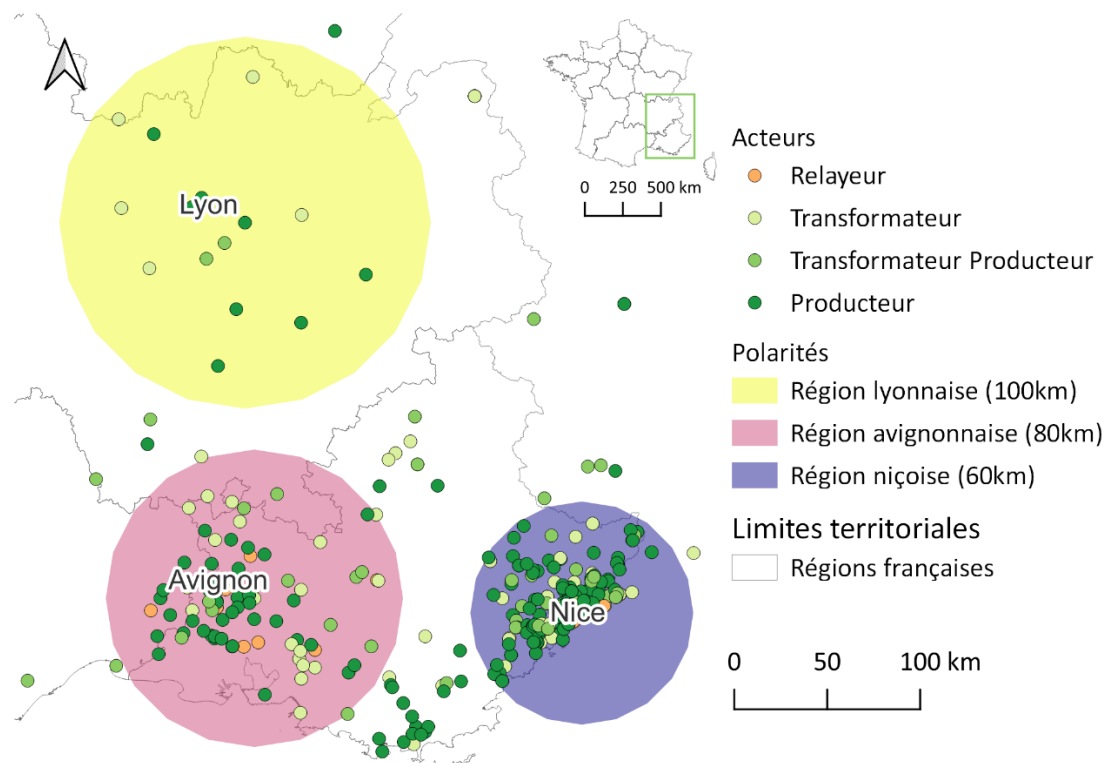 Lyon
Avignon
Nice
0 250 500 km
Acteurs
Relayeur
Transformateur
Transformateur Producteur
Producteur
Polarités
Région lyonnaise (100km)
Région avignonnaise (80km)
Région niçoise (60km)
Limites territoriales
Régions françaises
0 50 100 km